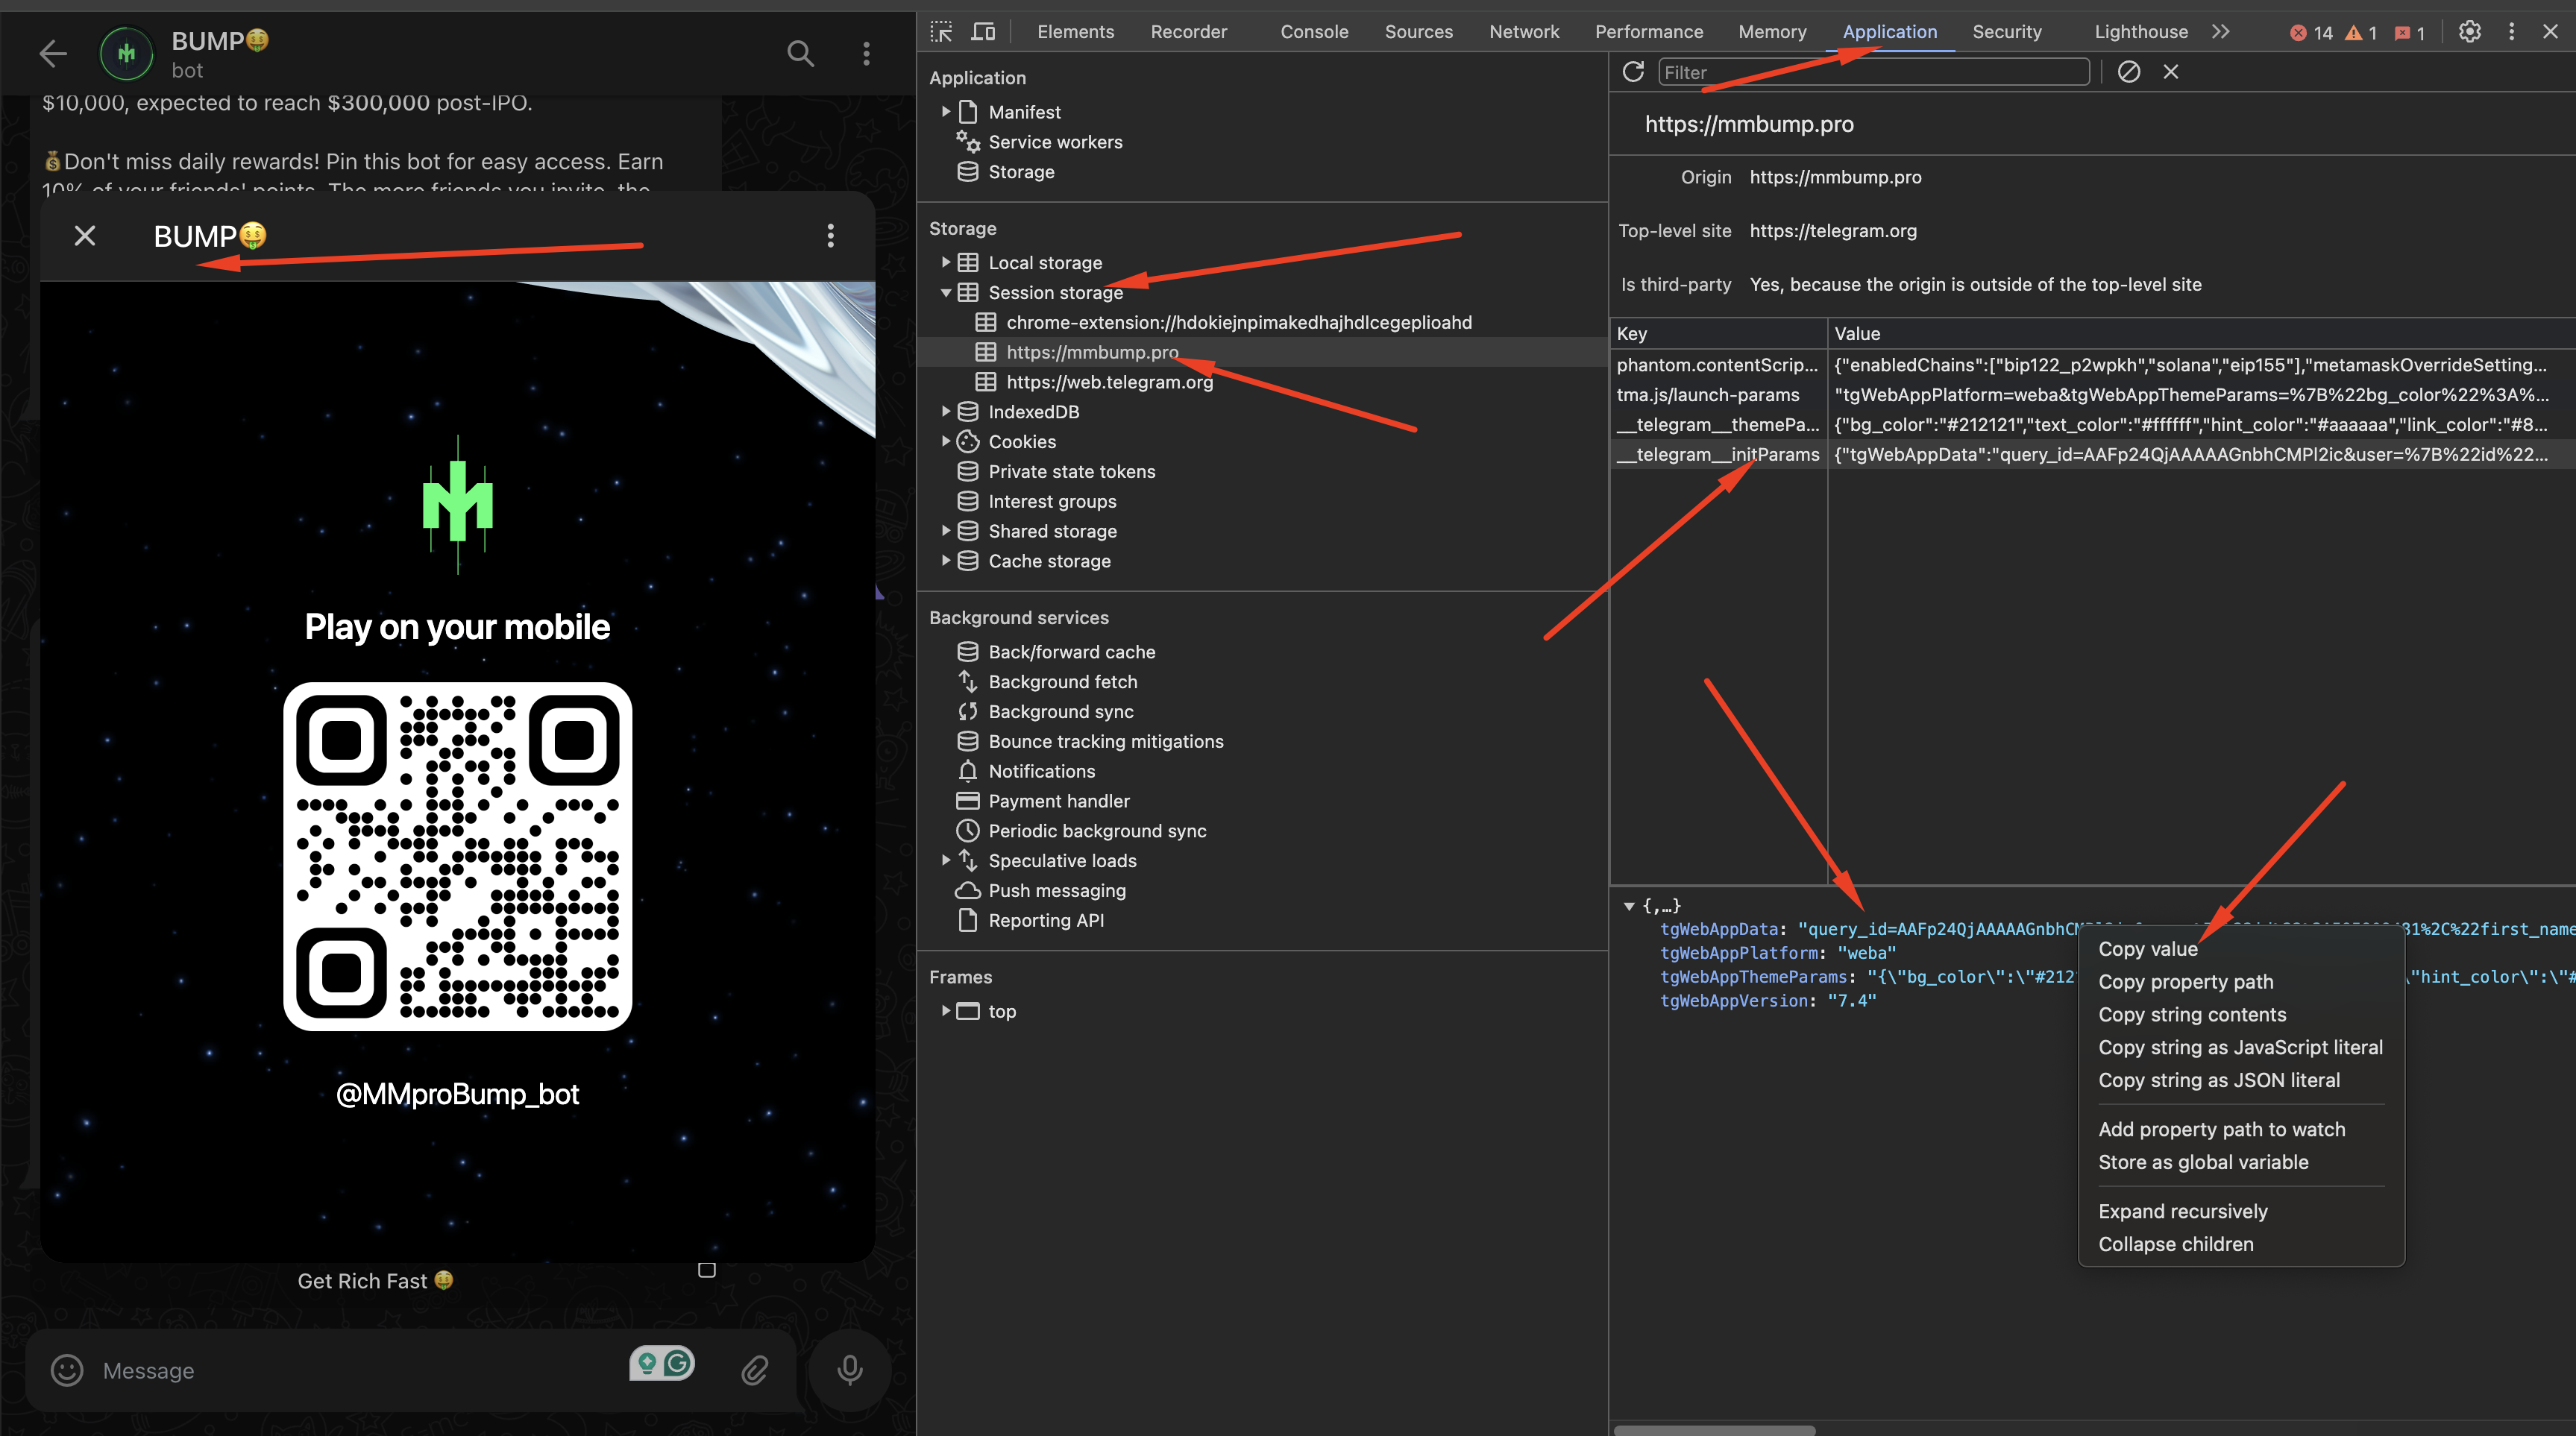 BUMP🤑
bot
$10,000, expected to reach $300,000 post-IPO.
💰Don't miss daily rewards! Pin this bot for easy access. Earn
10% of your friends' points. The more friends you invite, the
BUMP🤑
Play on your mobile
@MMproBump_bot
Get Rich Fast 🤑
Message
Elements Recorder Console Sources Network Performance Memory Application Security Lighthouse 14 1 1
Application
Manifest
Service workers
Storage
Storage
Local storage
Session storage
chrome-extension://hdokiejnpimakedhajhdlcegeplioahd
https://mmbump.pro
https://web.telegram.org
IndexedDB
Cookies
Private state tokens
Interest groups
Shared storage
Cache storage
Background services
Back/forward cache
Background fetch
Background sync
Bounce tracking mitigations
Notifications
Payment handler
Periodic background sync
Speculative loads
Push messaging
Reporting API
Frames
top
Filter
https://mmbump.pro
Origin https://mmbump.pro
Top-level site https://telegram.org
Is third-party Yes, because the origin is outside of the top-level site
Key Value
phantom.contentScrip... {"enabledChains":["bip122_p2wpkh","solana","eip155"],"metamaskOverrideSetting...
tma.js/launch-params "tgWebAppPlatform=weba&tgWebAppThemeParams=%7B%22bg_color%22%3A%...
__telegram__themePa... {"bg_color":"#212121","text_color":"#ffffff","hint_color":"#aaaaaa","link_color":"#8...
__telegram__initParams {"tgWebAppData":"query_id=AAFp24QjAAAAAGnbhCMPl2ic&user=%7B%22id%22...
{,…}
tgWebAppData: "query_id=AAFp24QjAAAAAGnbhCM 81%2C%22first_name
tgWebAppPlatform: "weba"
tgWebAppThemeParams: "{\"bg_color\":\"#212 \"hint_color\":\"#
tgWebAppVersion: "7.4"
Copy value
Copy property path
Copy string contents
Copy string as JavaScript literal
Copy string as JSON literal
Add property path to watch
Store as global variable
Expand recursively
Collapse children